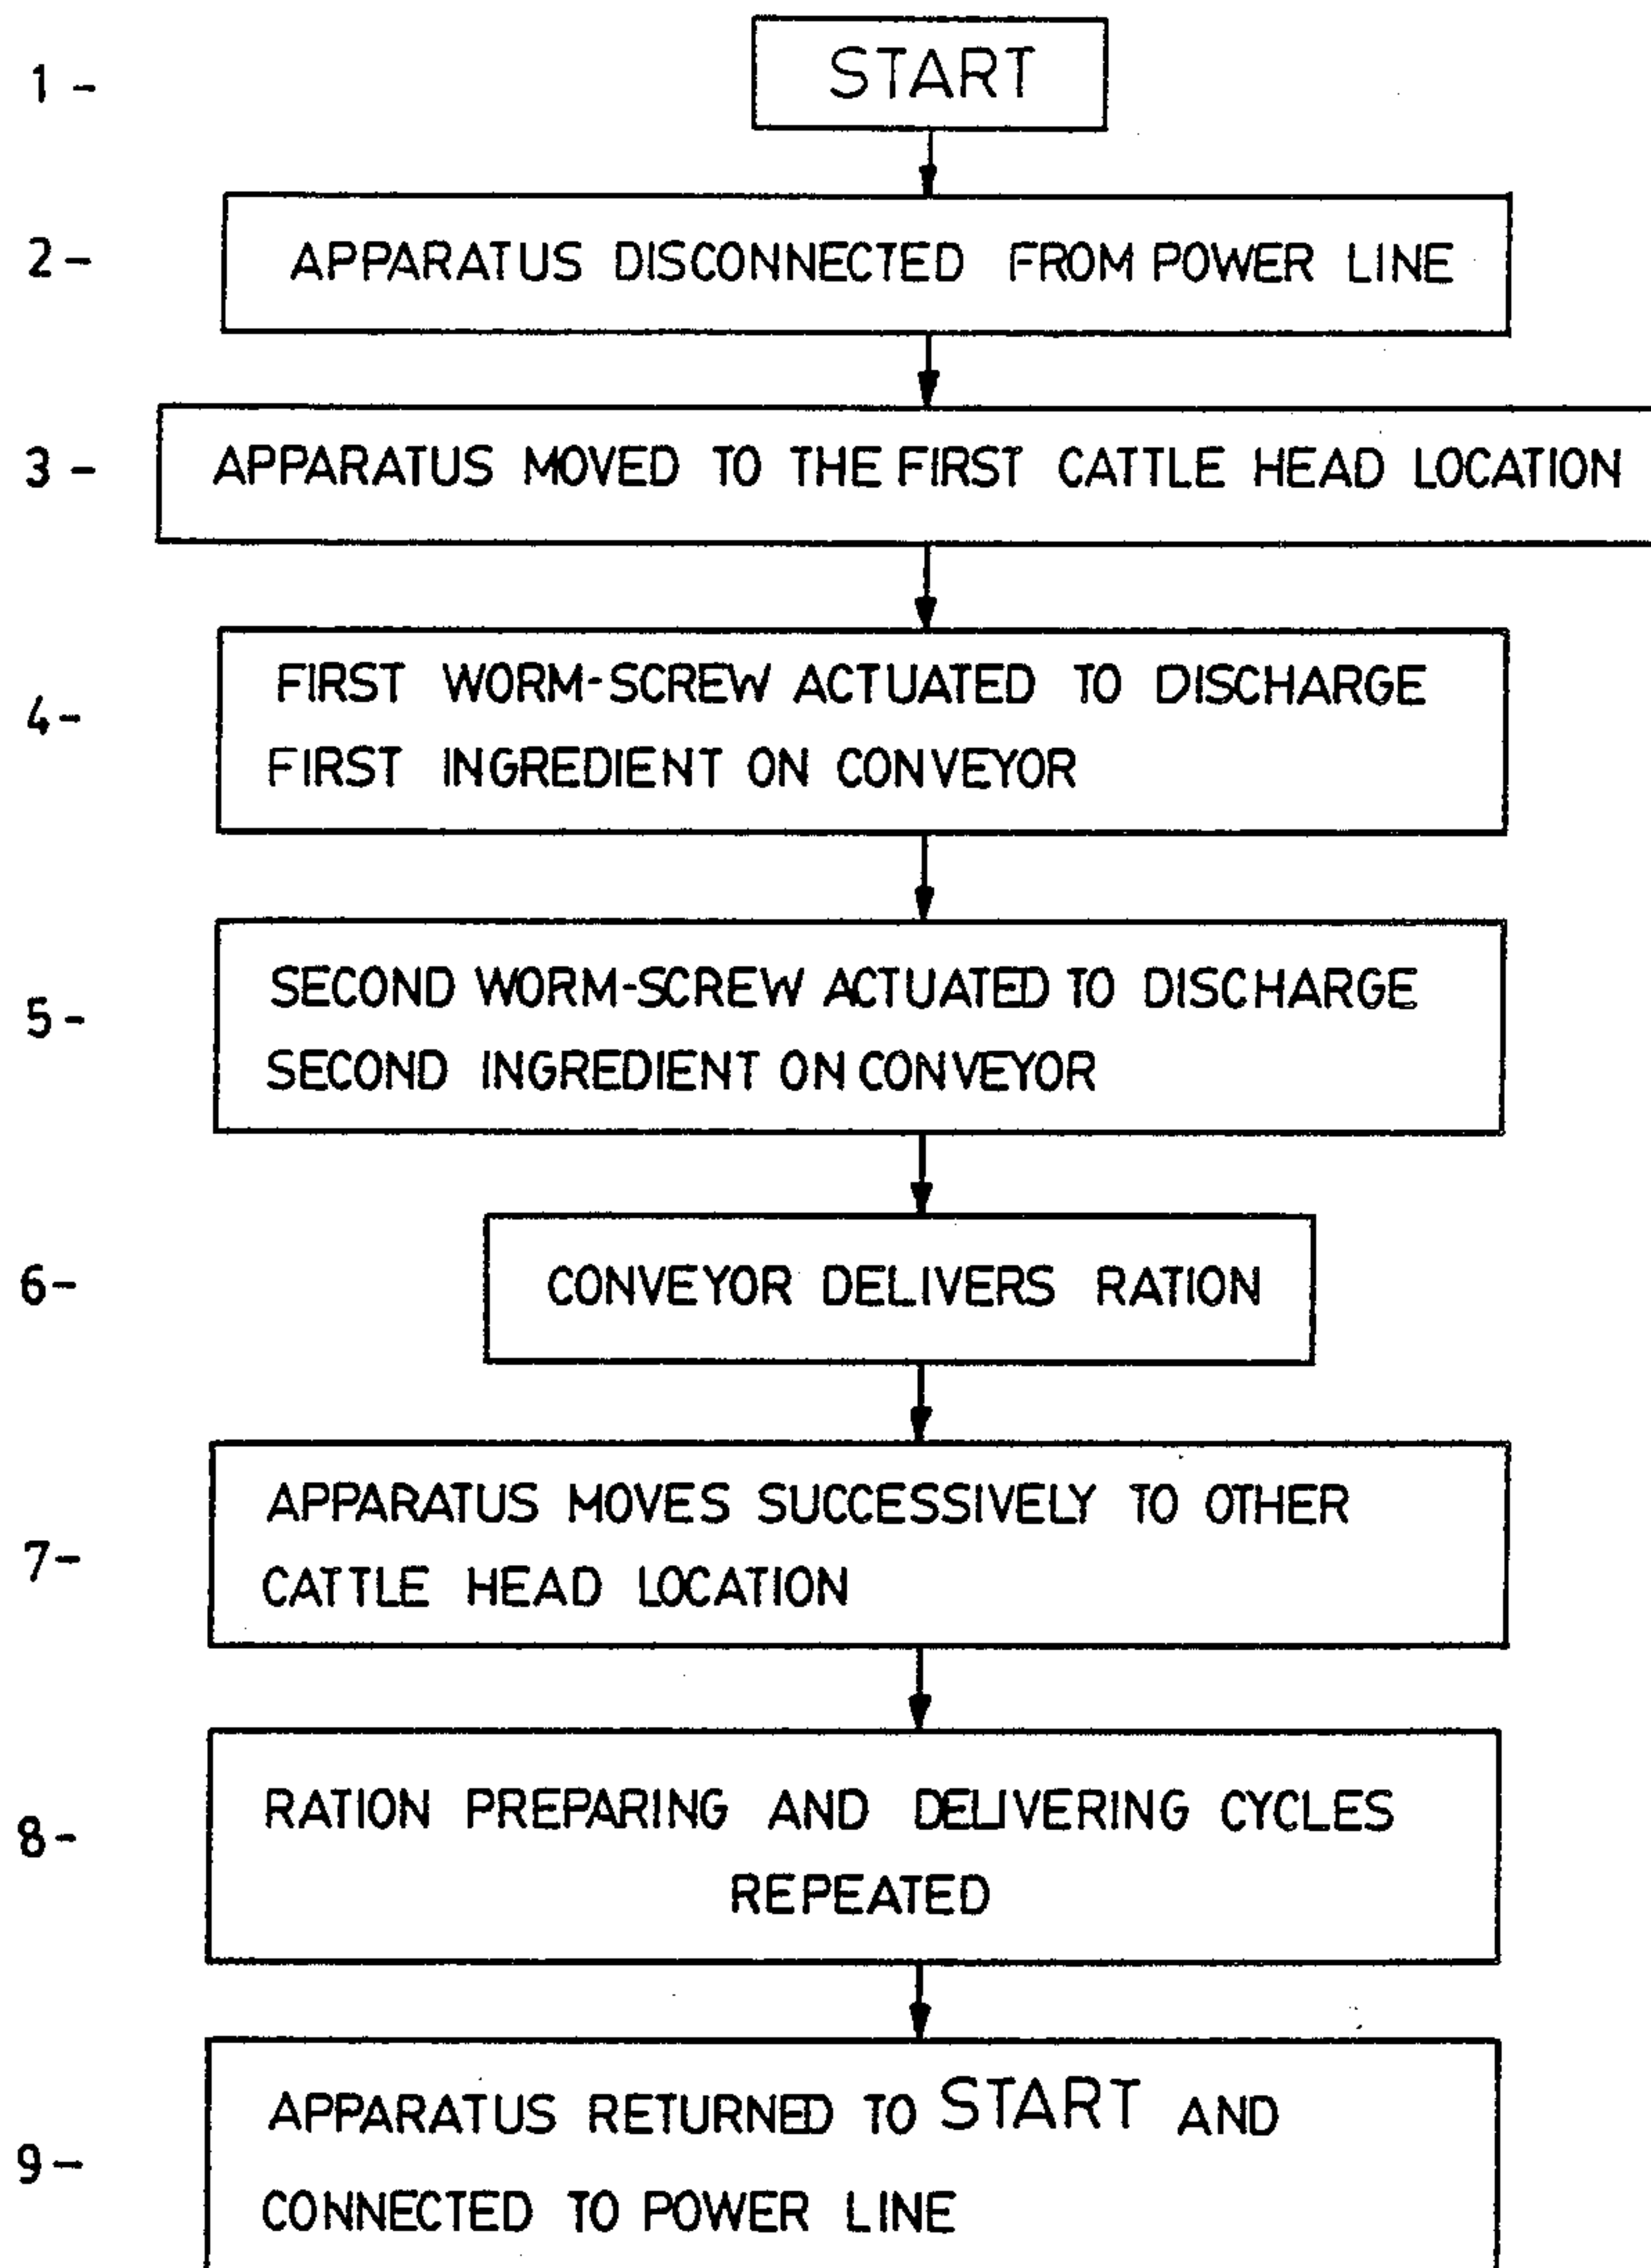 1 - START
2 - APPARATUS DISCONNECTED FROM POWER LINE
3 - APPARATUS MOVED TO THE FIRST CATTLE HEAD LOCATION
4 - FIRST WORM-SCREW ACTUATED TO DISCHARGE
FIRST INGREDIENT ON CONVEYOR
5 - SECOND WORM-SCREW ACTUATED TO DISCHARGE
SECOND INGREDIENT ON CONVEYOR
6 - CONVEYOR DELIVERS RATION
7 - APPARATUS MOVES SUCCESSIVELY TO OTHER
CATTLE HEAD LOCATION
8 - RATION PREPARING AND DELIVERING CYCLES
REPEATED
9 - APPARATUS RETURNED TO START AND
CONNECTED TO POWER LINE